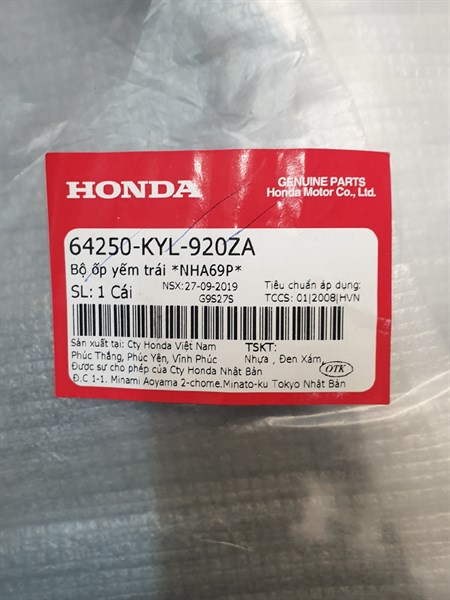 HONDA
GENUINE PARTS
Honda Motor Co., Ltd.
64250-KYL-920ZA
Bộ ốp yếm trái *NHA69P*
SL: 1 Cái
NSX:27-09-2019
G9S27S
Tiêu chuẩn áp dụng:
TCCS: 01|2008|HVN
Sản xuất tại: Cty Honda Việt Nam
Phúc Thắng, Phúc Yên, Vĩnh Phúc
Được sự cho phép của Cty Honda Nhật Bản
Đ.C 1-1. Minami Aoyama 2-chome.Minato-ku Tokyo Nhật Bản
TSKT:
Nhựa , Đen Xám,
OTK